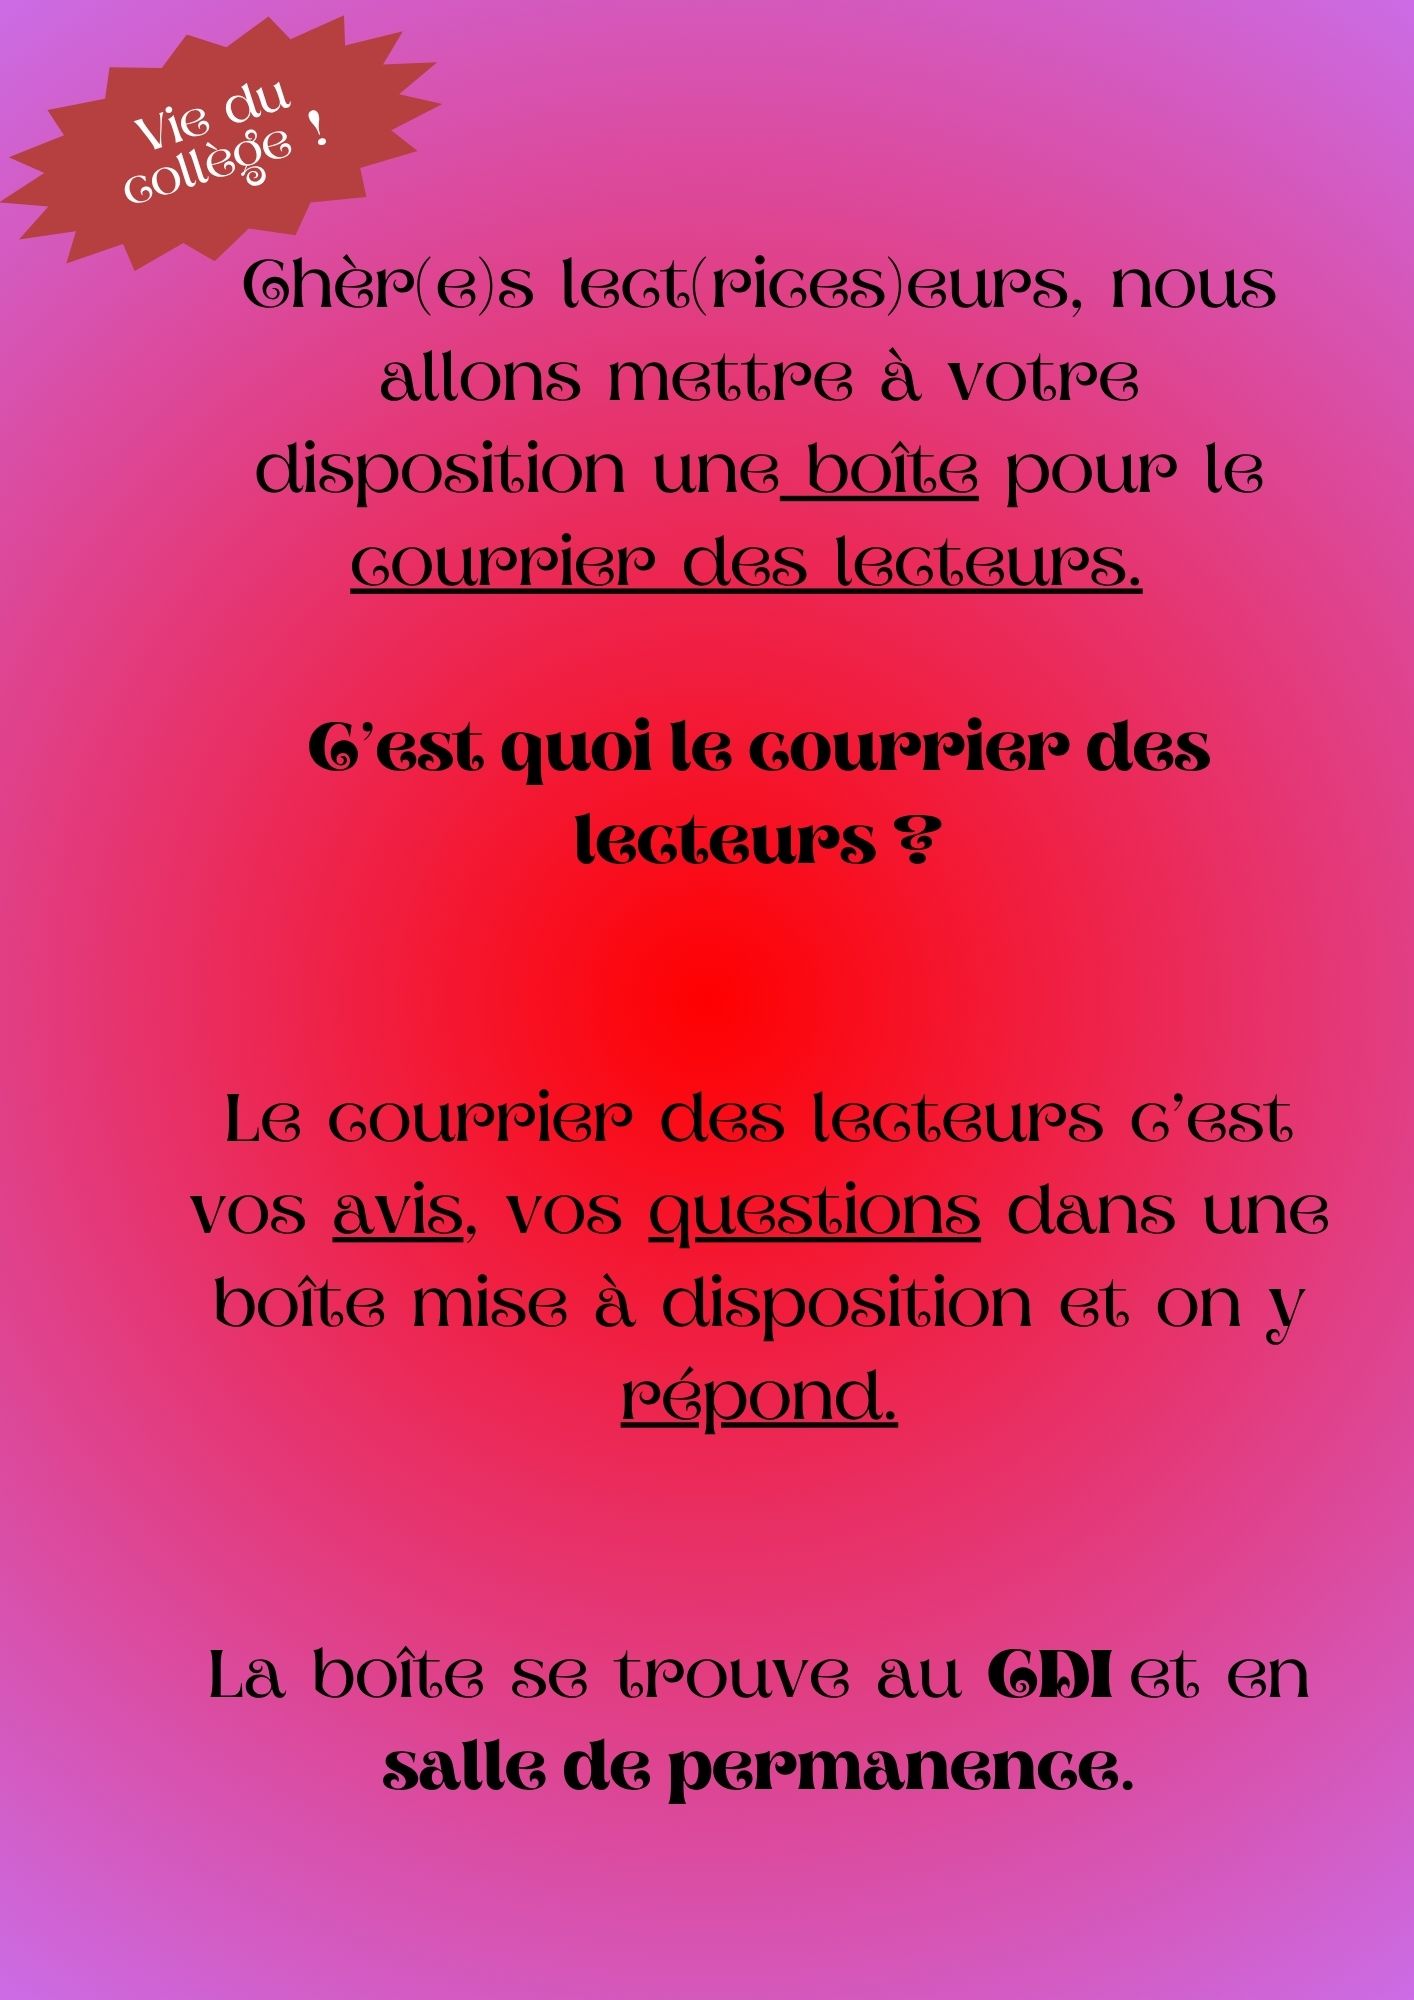 Vie du
collège !
Chèr(e)s lect(rices)eurs, nous
allons mettre à votre
disposition une boîte pour le
courrier des lecteurs.
C’est quoi le courrier des
lecteurs ?
Le courrier des lecteurs c’est
vos avis, vos questions dans une
boîte mise à disposition et on y
répond.
La boîte se trouve au CDI et en
salle de permanence.